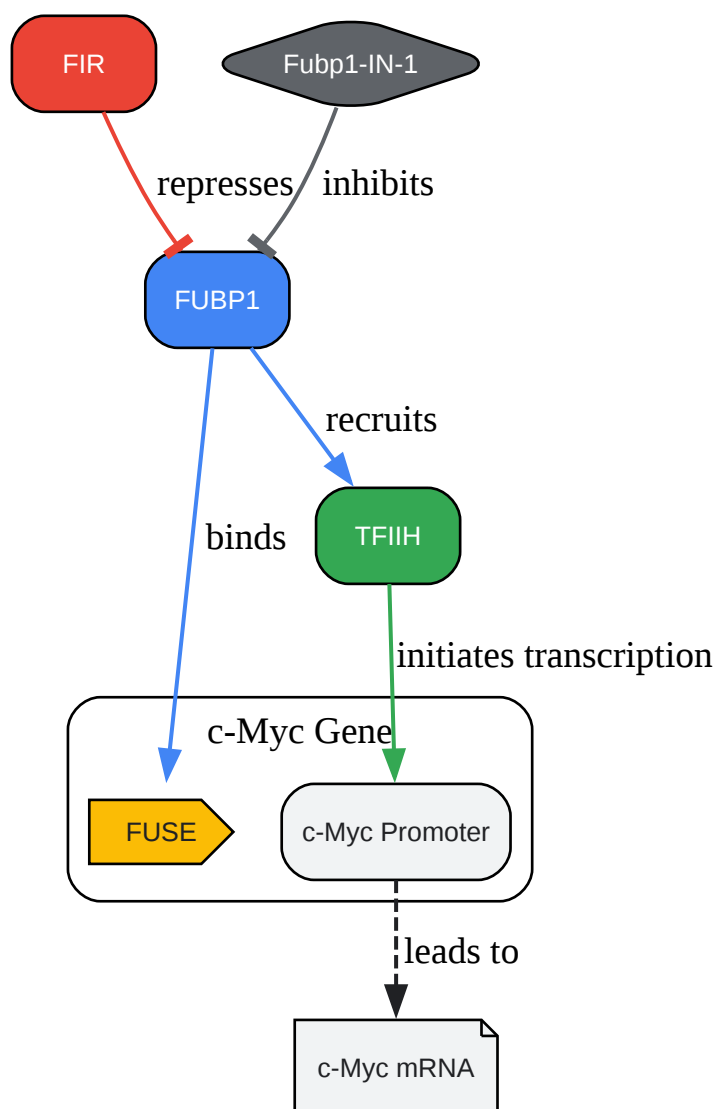 FIR
Fubp1-IN-1
represses
inhibits
FUBP1
recruits
binds
TFIIH
initiates transcription
c-Myc Gene
FUSE
c-Myc Promoter
leads to
c-Myc mRNA